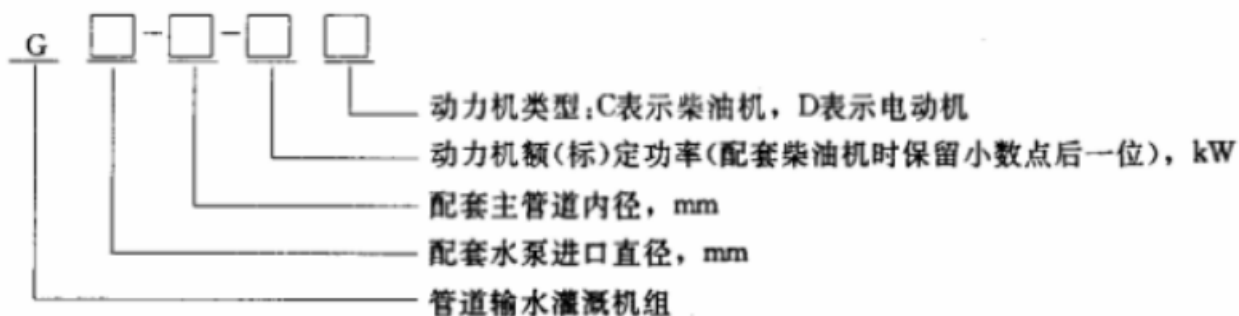 G □-□-□ □
动力机类型:C表示柴油机，D表示电动机
动力机额(标)定功率(配套柴油机时保留小数点后一位)，kW
配套主管道内径，mm
配套水泵进口直径，mm
管道输水灌溉机组